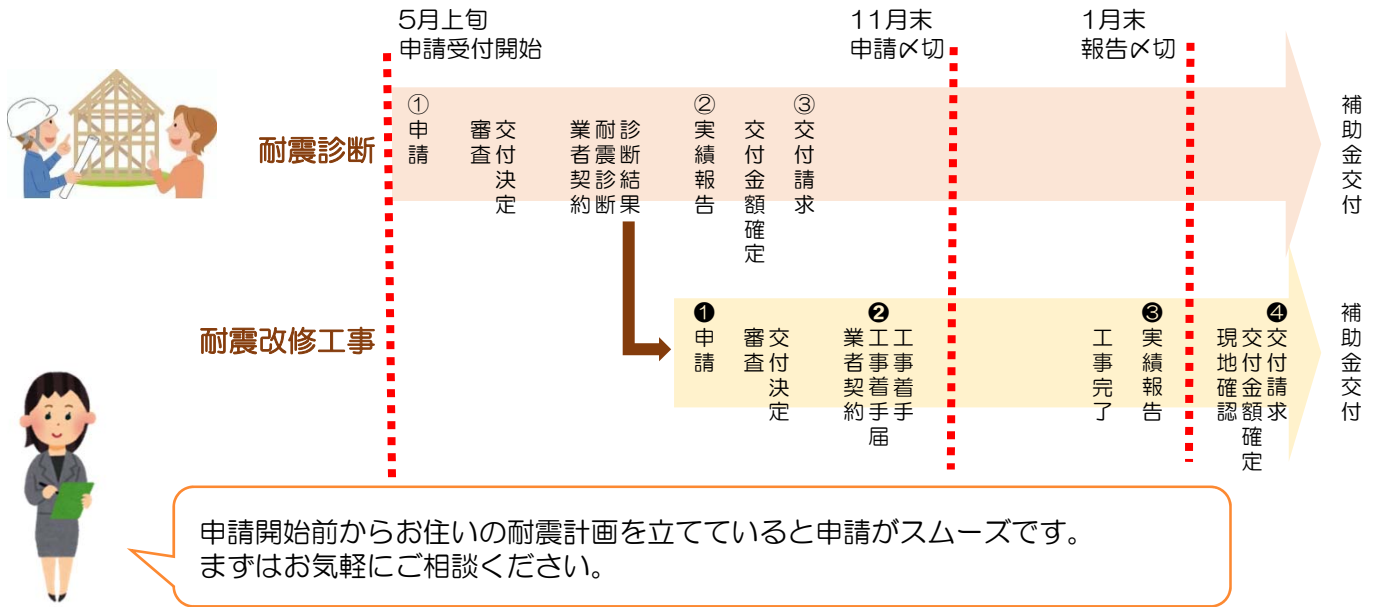 5月上旬
申請受付開始
11月末
申請〆切
1月末
報告〆切
耐震診断
①申請
審査
交付決定
業者契約
耐震診断
診断結果
②実績報告
交付金額確定
③交付請求
補助金交付
耐震改修工事
❶申請
審査
交付決定
業者契約
❷工事着手届
工事着手
工事完了
❸実績報告
現地確認
交付金額確定
❹交付請求
補助金交付
申請開始前からお住いの耐震計画を立てていると申請がスムーズです。
まずはお気軽にご相談ください。